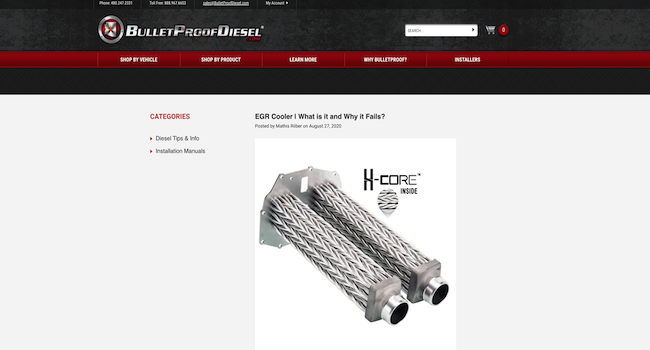 Phone: 480.247.2331 Toll Free: 888.967.6653 sales@BulletProofDiesel.com My Account
BULLETPROOFDIESEL
SEARCH...
0
SHOP BY VEHICLE SHOP BY PRODUCT LEARN MORE WHY BULLETPROOF? INSTALLERS
CATEGORIES
Diesel Tips & Info
Installation Manuals
EGR Cooler | What is it and Why it Fails?
Posted by Mathis Rilber on August 27, 2020
H-CORE
INSIDE